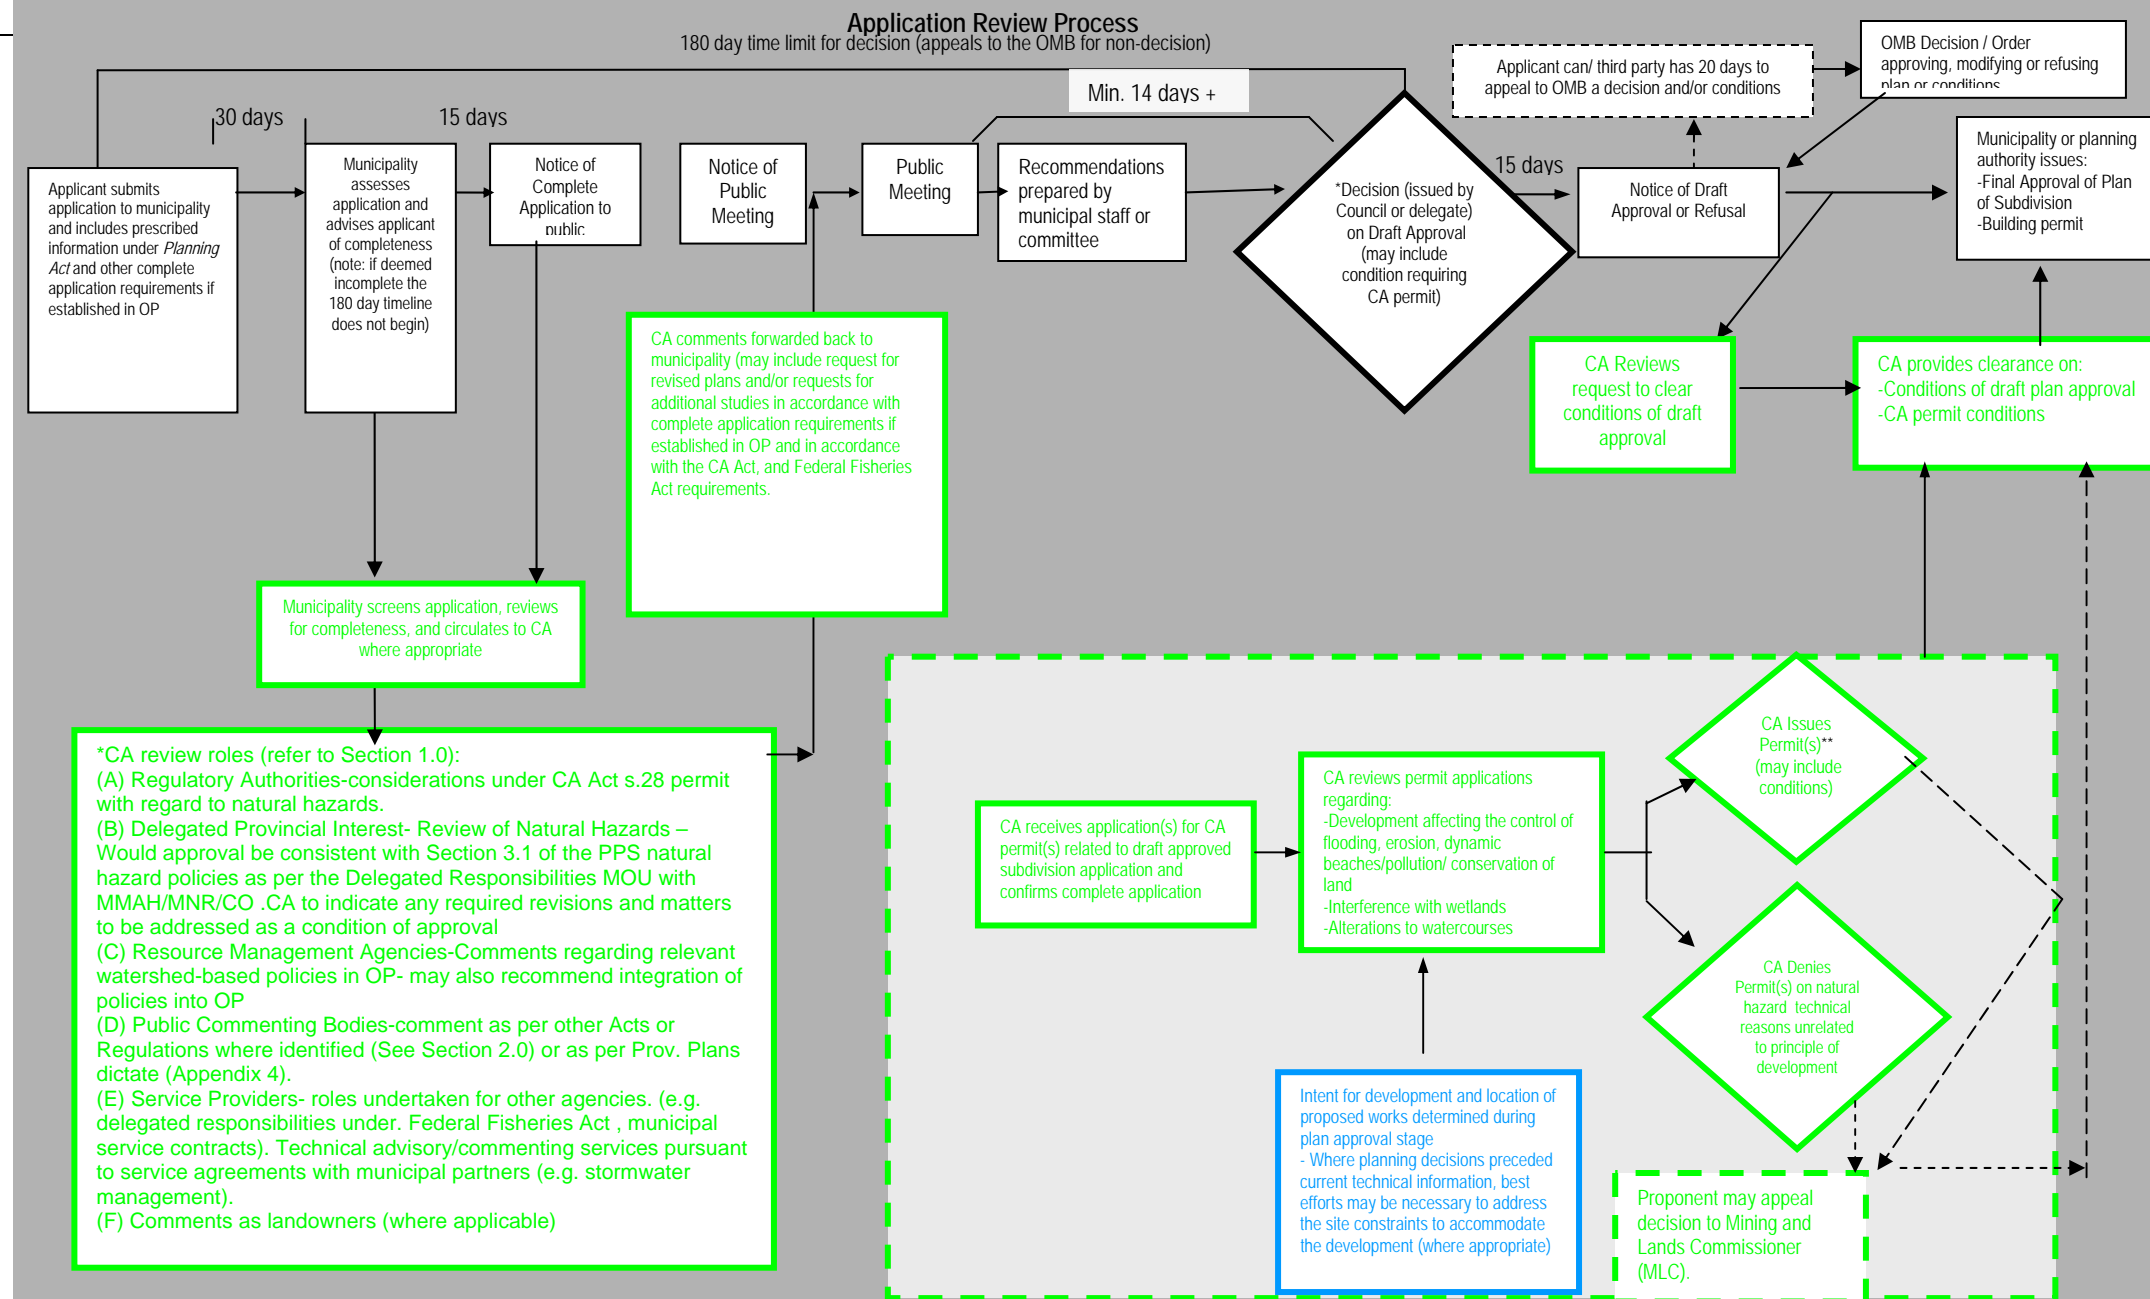 Application Review Process
180 day time limit for decision (appeals to the OMB for non-decision)
30 days
15 days
Min. 14 days +
15 days
Applicant submits
application to municipality
and includes prescribed
information under Planning
Act and other complete
application requirements if
established in OP
Municipality
assesses
application and
advises applicant
of completeness
(note: if deemed
incomplete the
180 day timeline
does not begin)
Notice of
Complete
Application to
public
Notice of
Public
Meeting
Public
Meeting
Recommendations
prepared by
municipal staff or
committee
*Decision (issued by
Council or delegate)
on Draft Approval
(may include
condition requiring
CA permit)
Applicant can/ third party has 20 days to
appeal to OMB a decision and/or conditions
OMB Decision / Order
approving, modifying or refusing
plan or conditions
Notice of Draft
Approval or Refusal
Municipality or planning
authority issues:
-Final Approval of Plan
of Subdivision
-Building permit
CA comments forwarded back to
municipality (may include request for
revised plans and/or requests for
additional studies in accordance with
complete application requirements if
established in OP and in accordance
with the CA Act, and Federal Fisheries
Act requirements.
CA Reviews
request to clear
conditions of draft
approval
CA provides clearance on:
-Conditions of draft plan approval
-CA permit conditions
Municipality screens application, reviews
for completeness, and circulates to CA
where appropriate
*CA review roles (refer to Section 1.0):
(A) Regulatory Authorities-considerations under CA Act s.28 permit
with regard to natural hazards.
(B) Delegated Provincial Interest- Review of Natural Hazards –
Would approval be consistent with Section 3.1 of the PPS natural
hazard policies as per the Delegated Responsibilities MOU with
MMAH/MNR/CO .CA to indicate any required revisions and matters
to be addressed as a condition of approval
(C) Resource Management Agencies-Comments regarding relevant
watershed-based policies in OP- may also recommend integration of
policies into OP
(D) Public Commenting Bodies-comment as per other Acts or
Regulations where identified (See Section 2.0) or as per Prov. Plans
dictate (Appendix 4).
(E) Service Providers- roles undertaken for other agencies. (e.g.
delegated responsibilities under. Federal Fisheries Act , municipal
service contracts). Technical advisory/commenting services pursuant
to service agreements with municipal partners (e.g. stormwater
management).
(F) Comments as landowners (where applicable)
CA receives application(s) for CA
permit(s) related to draft approved
subdivision application and
confirms complete application
CA reviews permit applications
regarding:
-Development affecting the control of
flooding, erosion, dynamic
beaches/pollution/ conservation of
land
-Interference with wetlands
-Alterations to watercourses
CA Issues
Permit(s)**
(may include
conditions)
CA Denies
Permit(s) on natural
hazard technical
reasons unrelated
to principle of
development
Intent for development and location of
proposed works determined during
plan approval stage
- Where planning decisions preceded
current technical information, best
efforts may be necessary to address
the site constraints to accommodate
the development (where appropriate)
Proponent may appeal
decision to Mining and
Lands Commissioner
(MLC).